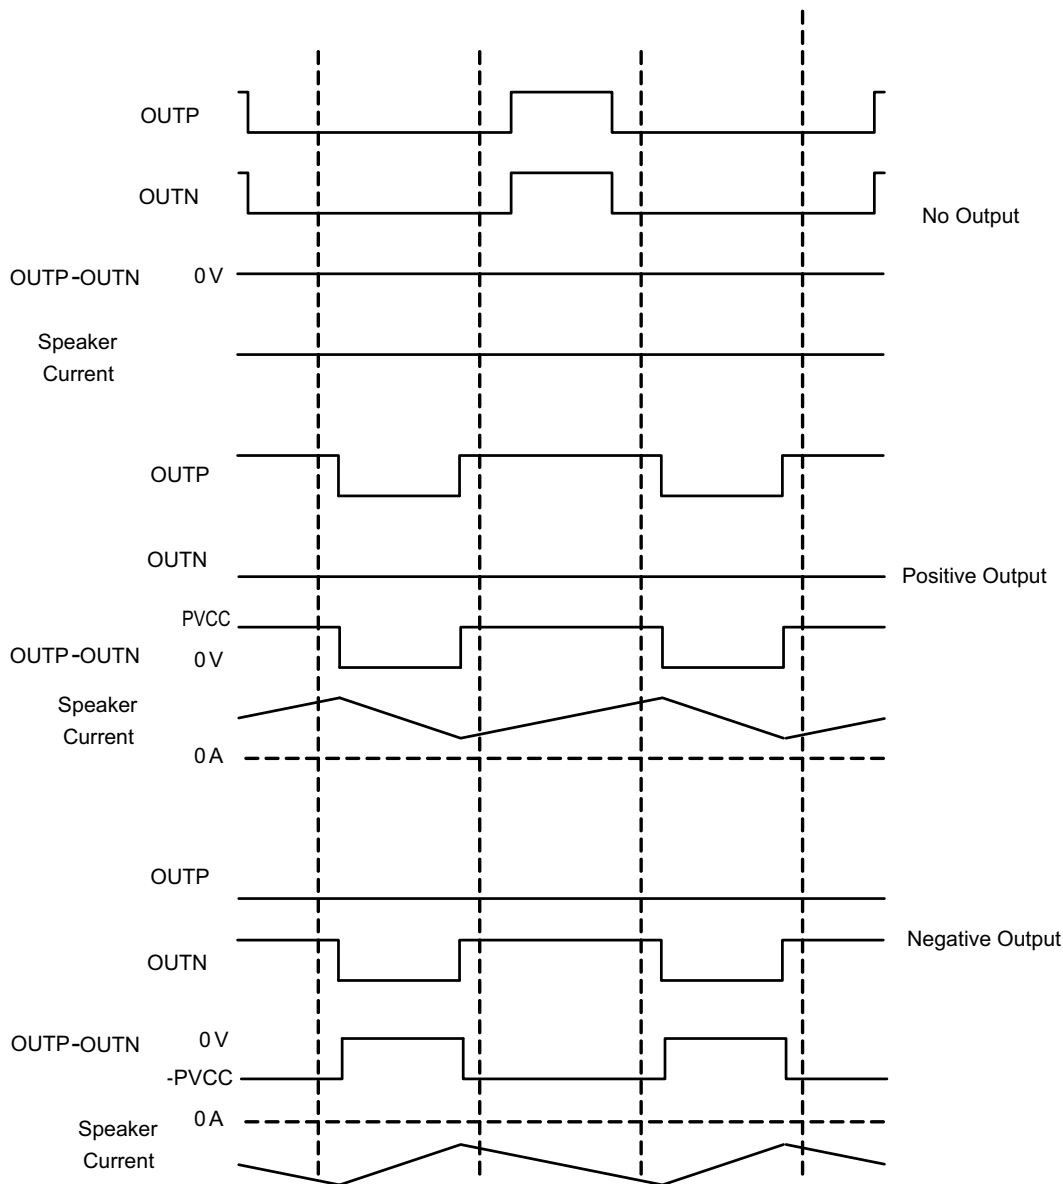 OUTP
OUTN
No Output
OUTP-OUTN 0 V
Speaker
Current
OUTP
OUTN
Positive Output
PVCC
OUTP-OUTN 0 V
Speaker
Current
0 A
OUTP
Negative Output
OUTN
OUTP-OUTN 0 V
-PVCC
0 A
Speaker
Current